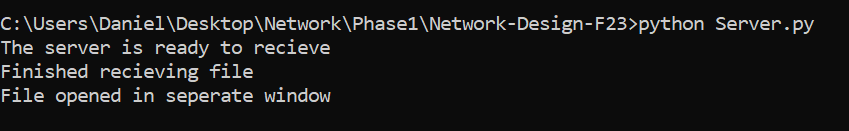 C:\Users\Daniel\Desktop\Network\Phase1\Network-Design-F23>python Server.py
The server is ready to recieve
Finished recieving file
File opened in seperate window